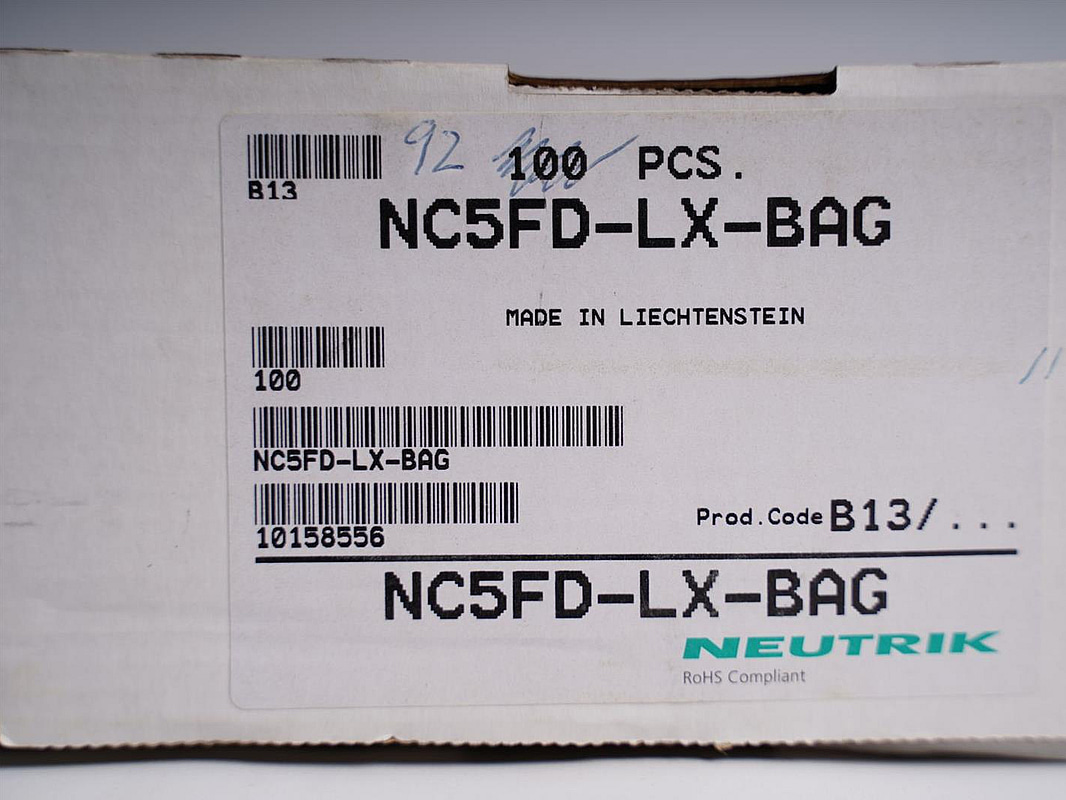 92 100 PCS.
B13
NC5FD-LX-BAG
MADE IN LIECHTENSTEIN
100
NC5FD-LX-BAG
10158556
Prod.Code B13/...
NC5FD-LX-BAG
NEUTRIK
RoHS Compliant